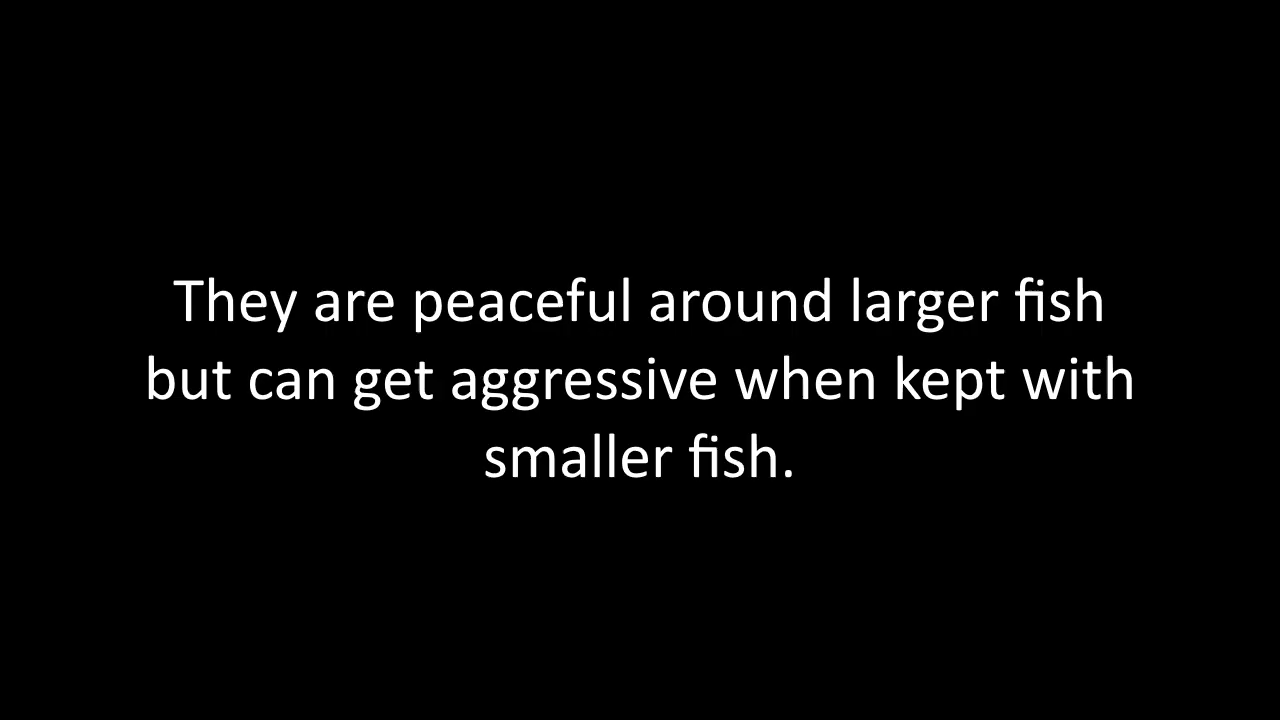 They are peaceful around larger fish
but can get aggressive when kept with
smaller fish.